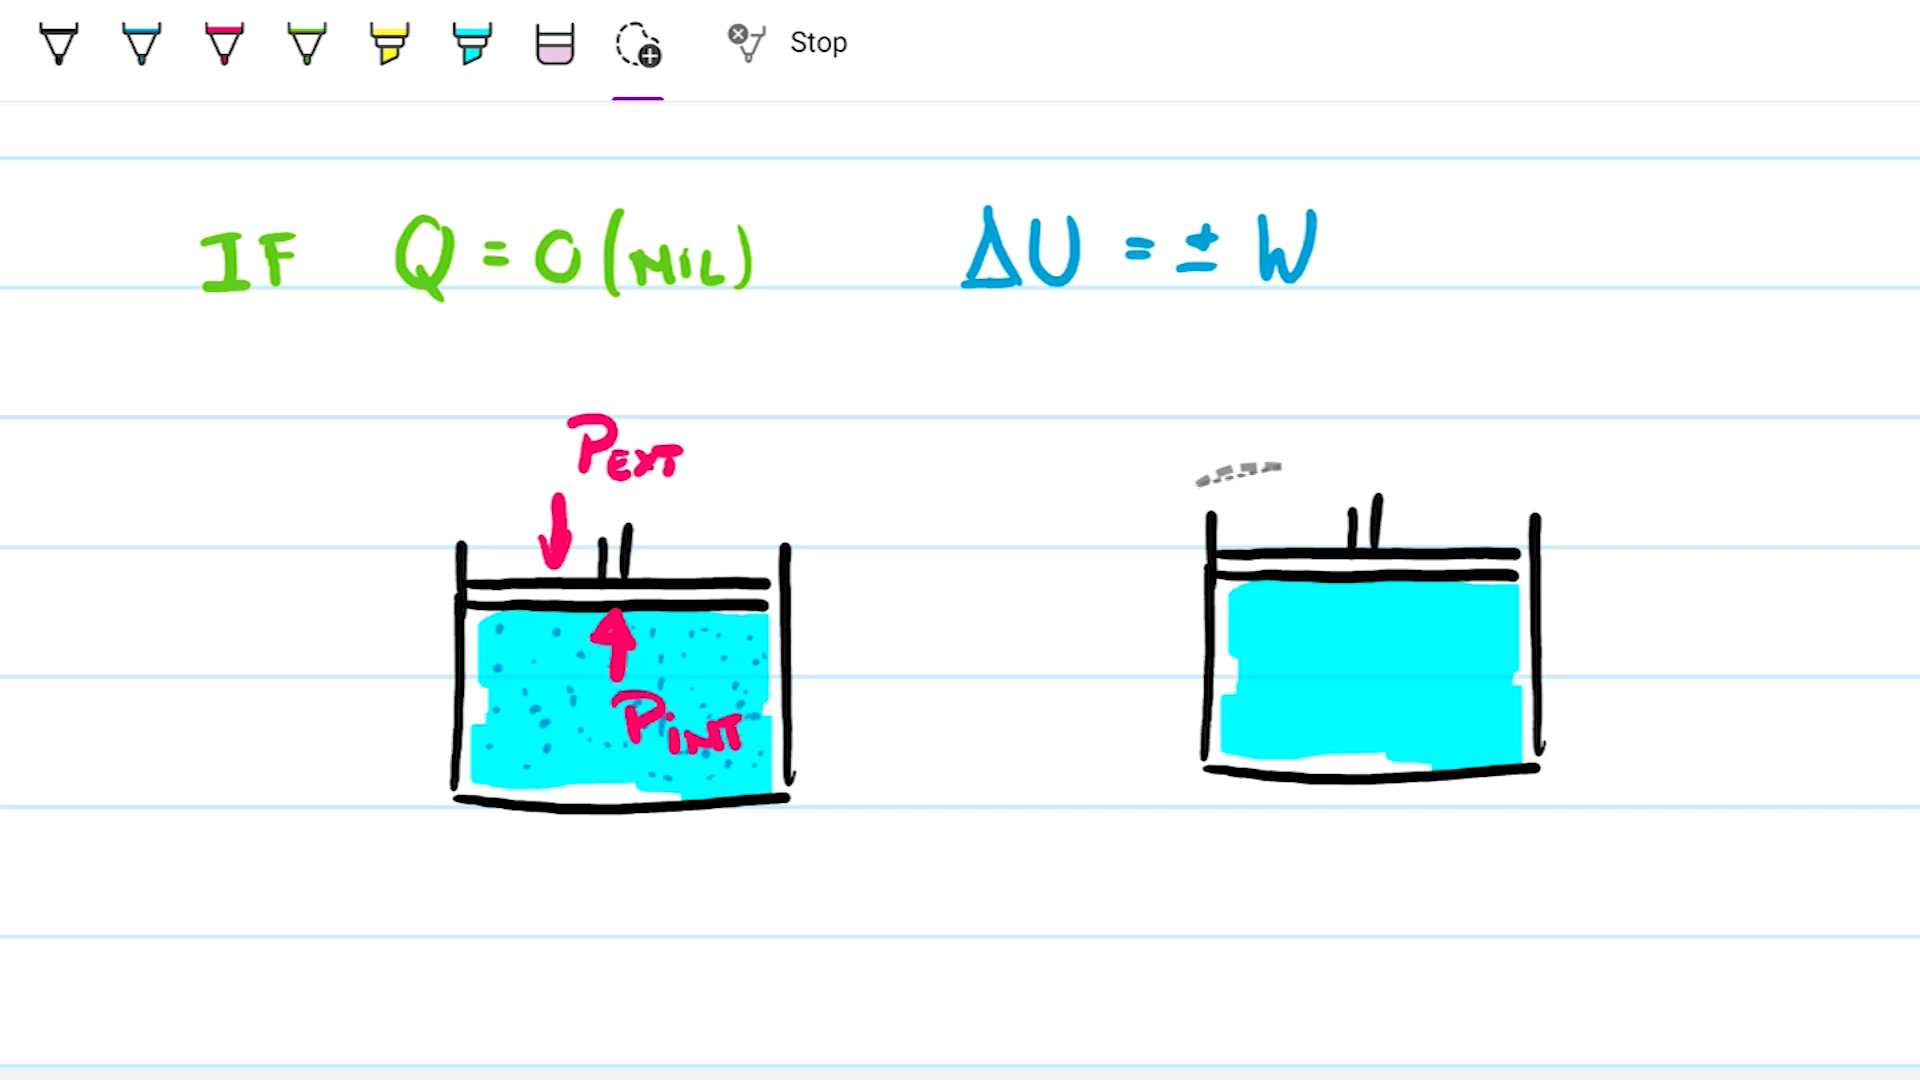 Stop
IF Q = 0 (NIL) ΔU = ± W
PEXT
PINT